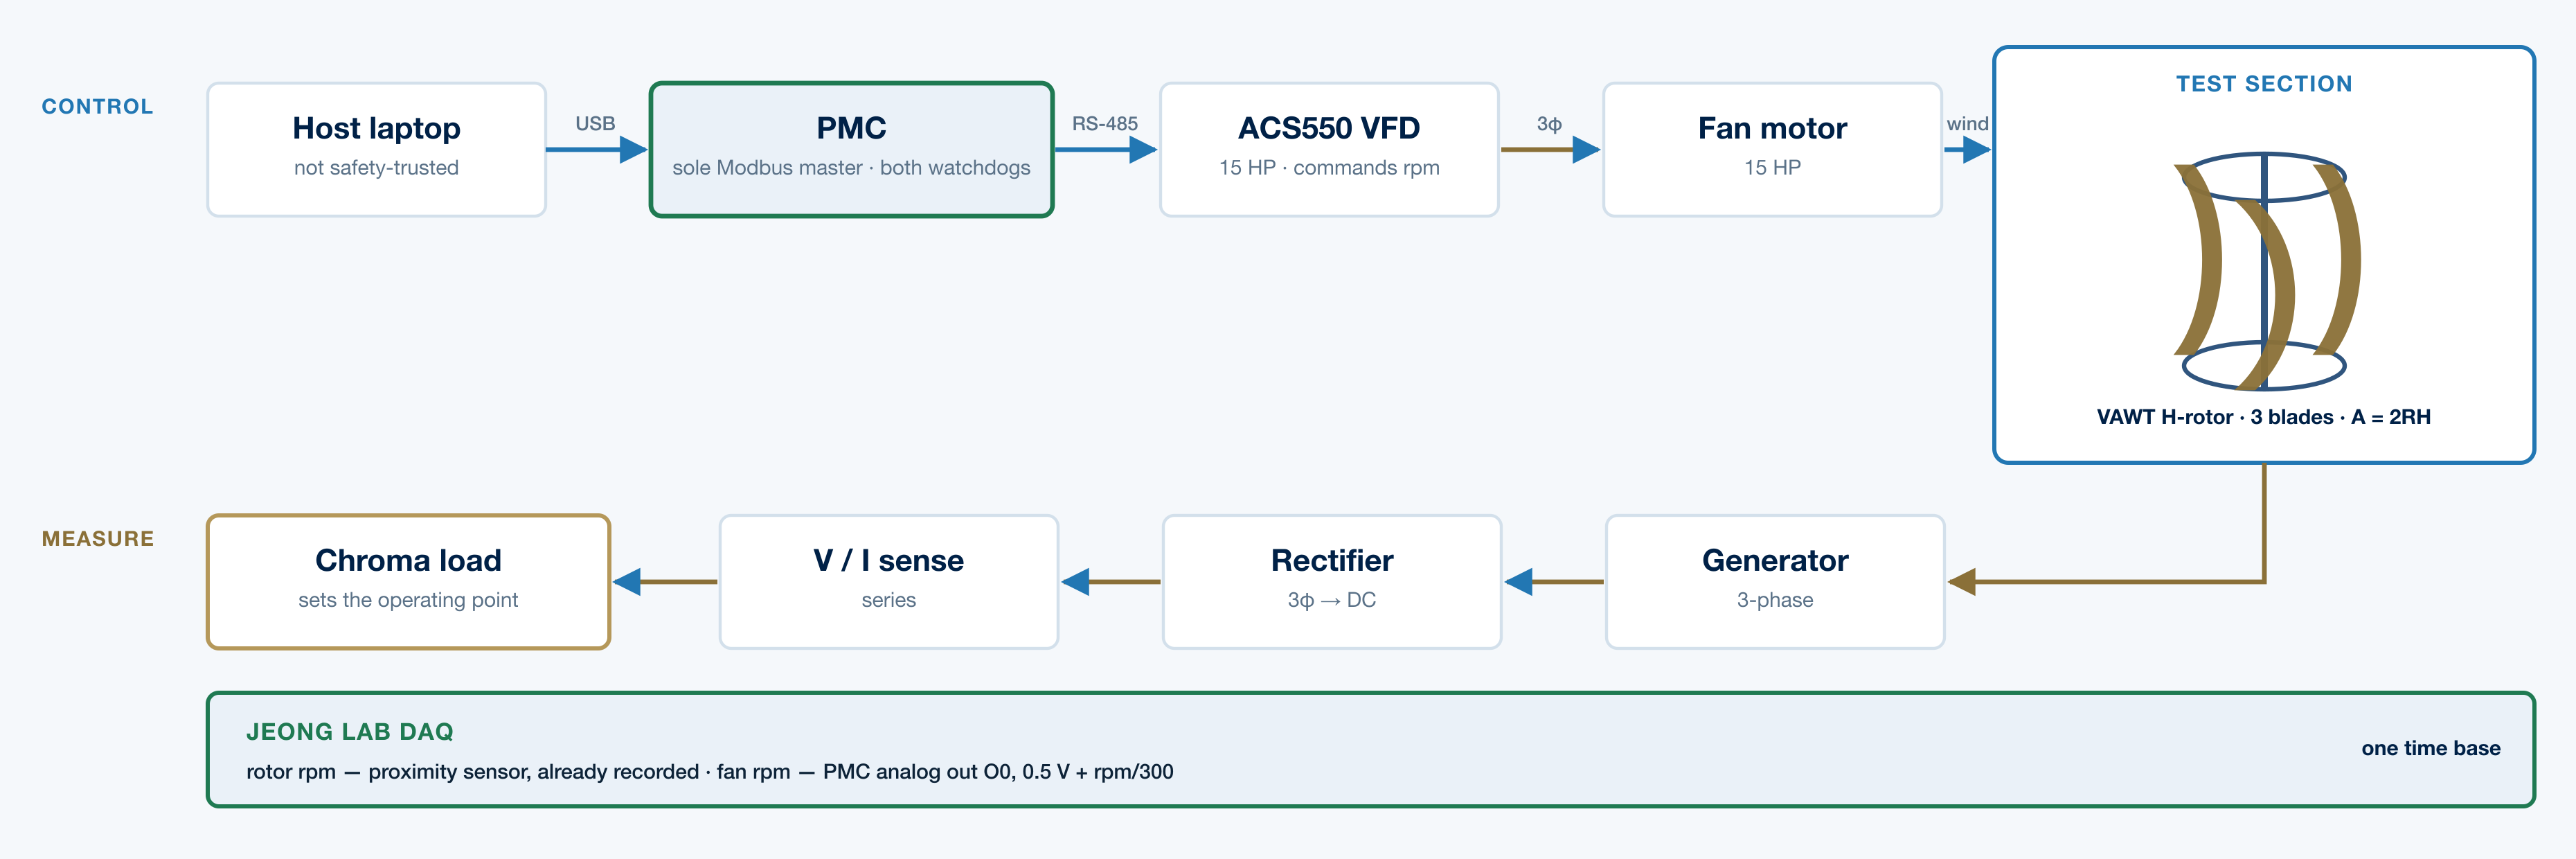 TEST SECTION
CONTROL
Host laptop
not safety-trusted
USB
PMC
sole Modbus master · both watchdogs
RS-485
ACS550 VFD
15 HP · commands rpm
3ϕ
Fan motor
15 HP
wind
VAWT H-rotor · 3 blades · A = 2RH
MEASURE
Chroma load
sets the operating point
V / I sense
series
Rectifier
3ϕ → DC
Generator
3-phase
JEONG LAB DAQ
rotor rpm — proximity sensor, already recorded · fan rpm — PMC analog out O0, 0.5 V + rpm/300
one time base